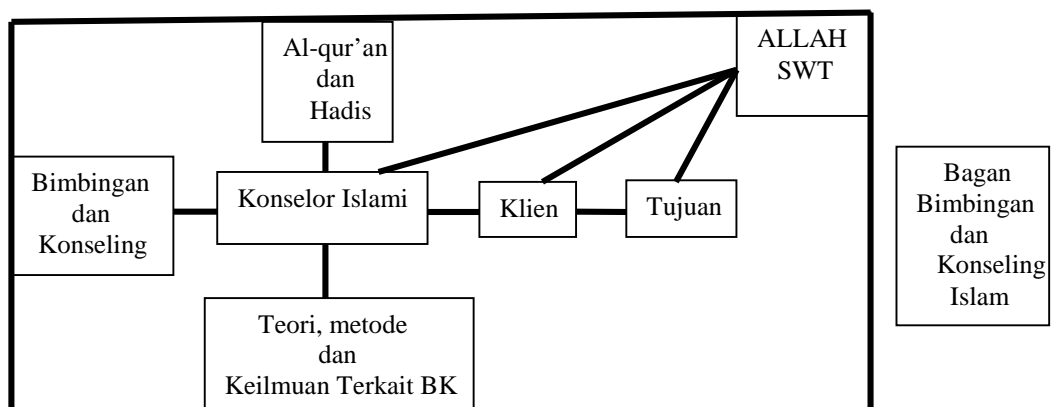 Al-qur’an
dan
Hadis
ALLAH
SWT
Bimbingan
dan
Konseling
Konselor Islami
Klien
Tujuan
Teori, metode
dan
Keilmuan Terkait BK
Bagan
Bimbingan
dan
Konseling
Islam